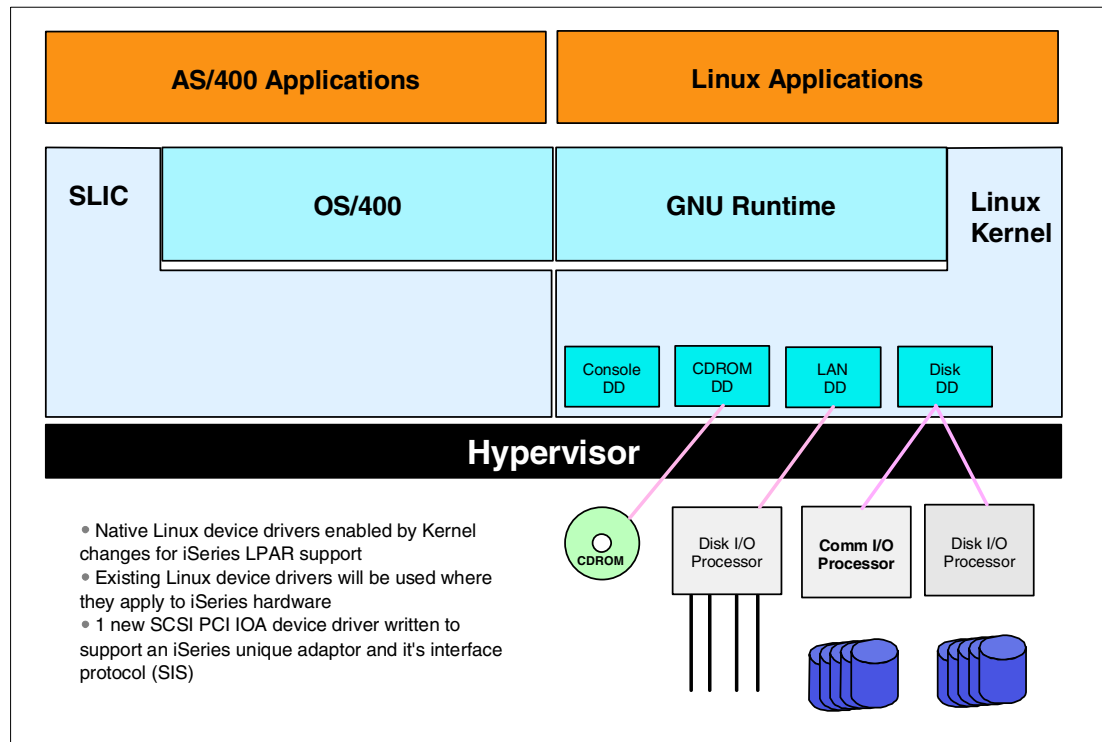 AS/400 Applications
Linux Applications
SLIC
OS/400
GNU Runtime
Linux
Kernel
Console
DD
CDROM
DD
LAN
DD
Disk
DD
Hypervisor
• Native Linux device drivers enabled by Kernel
changes for iSeries LPAR support
• Existing Linux device drivers will be used where
they apply to iSeries hardware
• 1 new SCSI PCI IOA device driver written to
support an iSeries unique adaptor and it's interface
protocol (SIS)
CDROM
Disk I/O
Processor
Comm I/O
Processor
Disk I/O
Processor